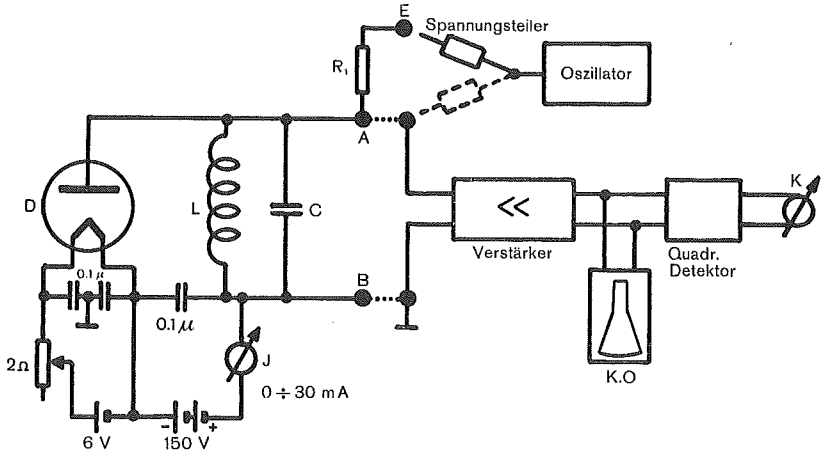 E
Spannungsteiler
R₁
Oszillator
A
D
L
C
K
<<
Verstärker
Quadr.
Detektor
0.1 μ
B
0.1 μ
2Ω
J
0 ÷ 30 mA
K.O
- +
6 V
150 V